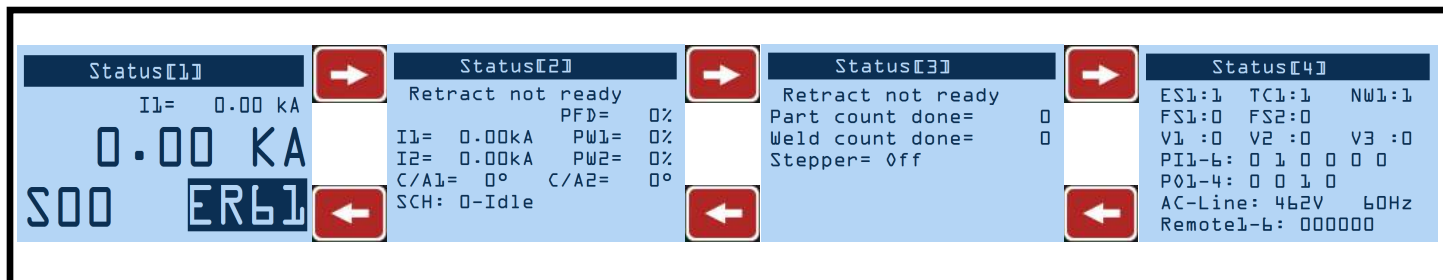 Status[1]
I1= 0.00 kA
0.00 KA
S00 ER61
Status[2]
Retract not ready
PFD= 0%
I1= 0.00kA PW1= 0%
I2= 0.00kA PW2= 0%
C/A1= 0° C/A2= 0°
SCH: 0-Idle
Status[3]
Retract not ready
Part count done= 0
Weld count done= 0
Stepper= Off
Status[4]
ES1:1 TC1:1 NW1:1
FS1:0 FS2:0
V1 :0 V2 :0 V3 :0
PI1-6: 0 1 0 0 0 0
PO1-4: 0 0 1 0
AC-Line: 462V 60Hz
Remote1-6: 000000